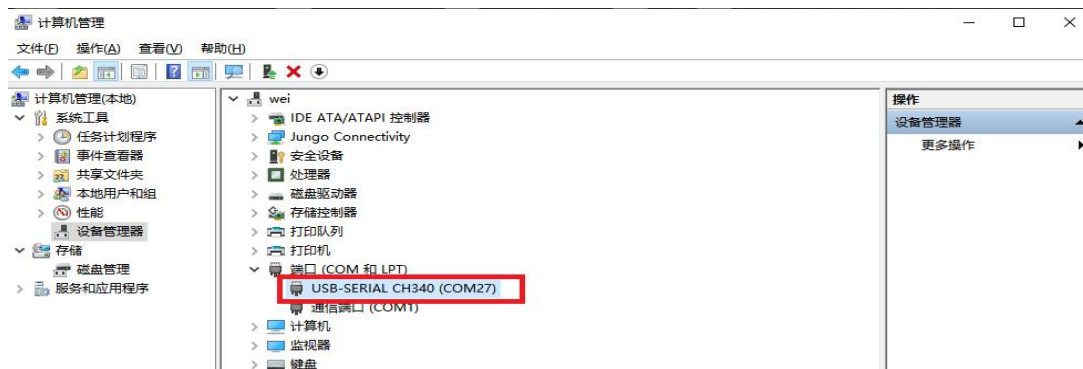 计算机管理
文件(F) 操作(A) 查看(V) 帮助(H)
计算机管理(本地)
系统工具
任务计划程序
事件查看器
共享文件夹
本地用户和组
性能
设备管理器
存储
磁盘管理
服务和应用程序
wei
IDE ATA/ATAPI 控制器
Jungo Connectivity
安全设备
处理器
磁盘驱动器
存储控制器
打印队列
打印机
端口 (COM 和 LPT)
USB-SERIAL CH340 (COM27)
通信端口 (COM1)
计算机
监视器
键盘
操作
设备管理器
更多操作